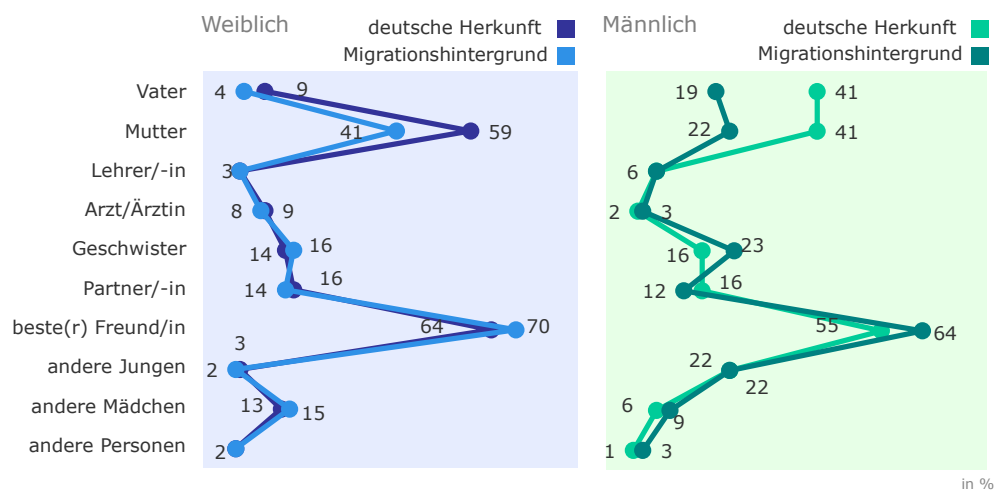 Weiblich
deutsche Herkunft
Migrationshintergrund
Männlich
deutsche Herkunft
Migrationshintergrund
Vater 4 9 19 41
Mutter 41 59 22 41
Lehrer/-in 3 6
Arzt/Ärztin 8 9 2 3
Geschwister 14 16 16 23
Partner/-in 14 16 12 16
beste(r) Freund/in 64 70 55 64
andere Jungen 2 3 22 22
andere Mädchen 13 15 6 9
andere Personen 2 1 3
in %